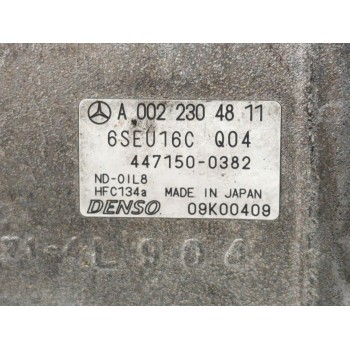 A 002 230 48 11
6SEU16C Q04
447150-0382
ND-OIL8
HFC134a MADE IN JAPAN
DENSO 09K00409